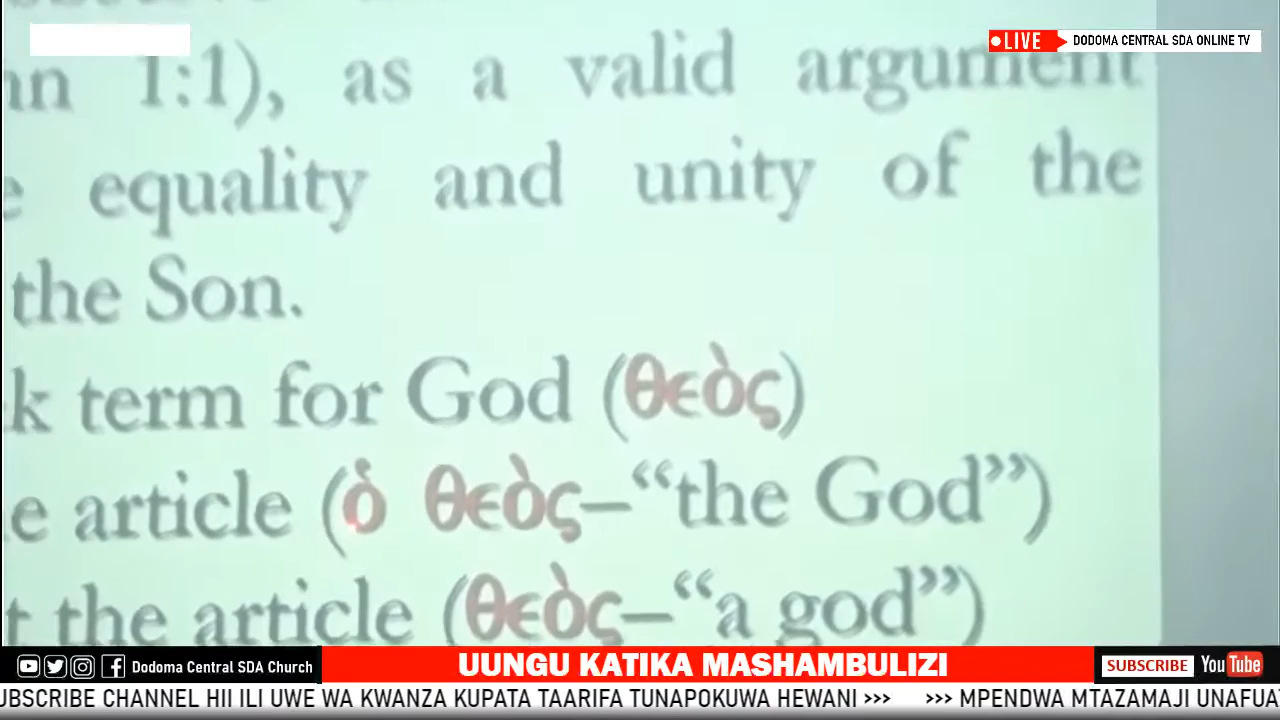 LIVE
DODOMA CENTRAL SDA ONLINE TV
1:1), as a valid argument
equality and unity of the
the Son.
term for God (θεὸς)
article (ὁ θεὸς–“the God”)
the article (θεὸς–“a god”)
Dodoma Central SDA Church
UUNGU KATIKA MASHAMBULIZI
SUBSCRIBE YouTube
CHANNEL HII ILI UWE WA KWANZA KUPATA TAARIFA TUNAPOKUWA HEWANI >>> >>> MPENDWA MTAZAMAJI